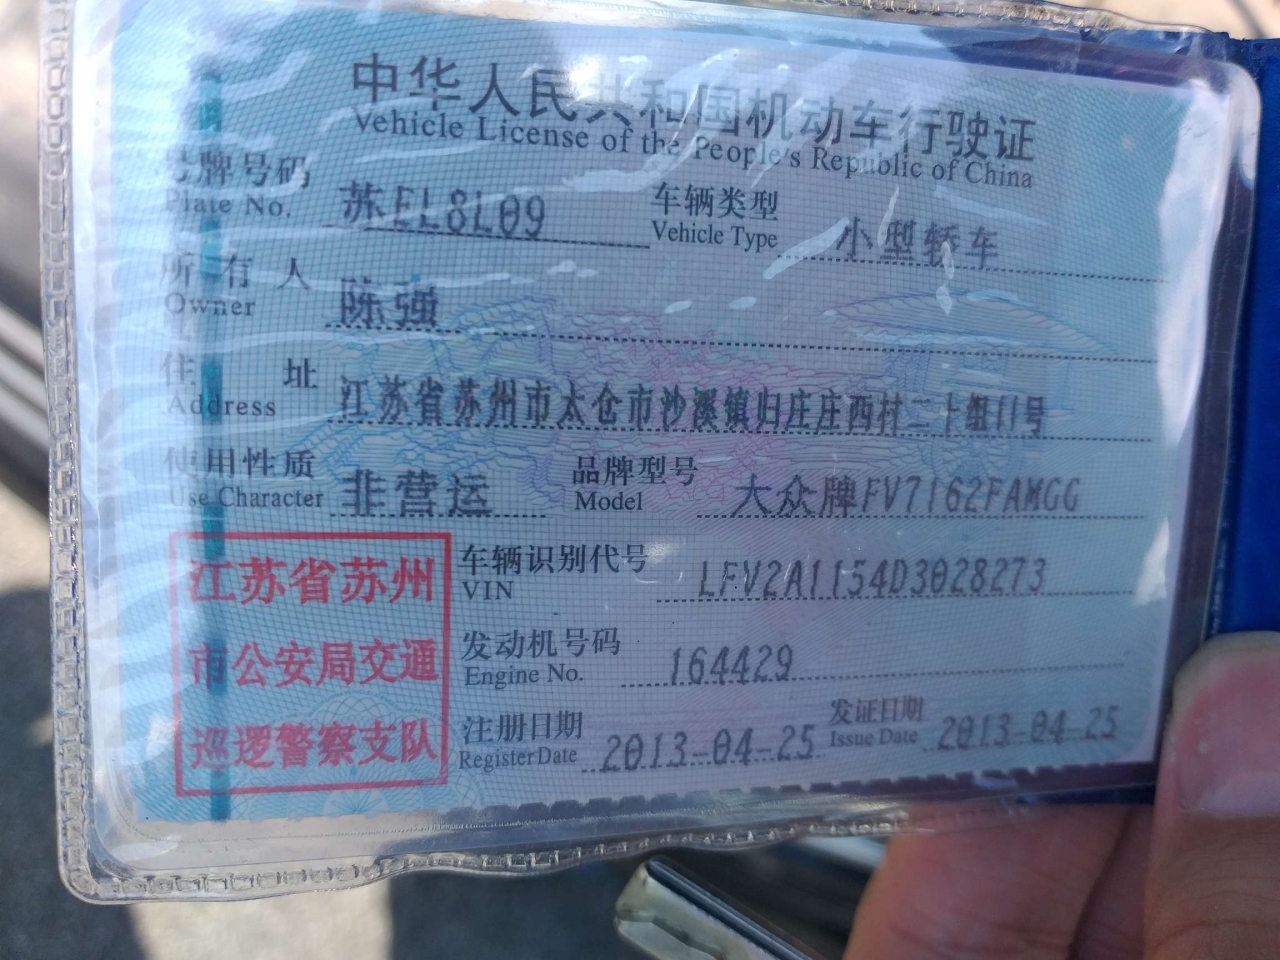 中华人民共和国机动车行驶证
Vehicle License of the People's Republic of China
号牌号码 苏EL8L09 车辆类型 小型轿车
Plate No. Vehicle Type
所有人 陈强
Owner
住址 江苏省苏州市太仓市沙溪镇归庄庄西村二十组11号
Address
使用性质 非营运 品牌型号 大众牌FV7162FAMGG
Use Character Model
江苏省苏州
市公安局交通
巡逻警察支队
车辆识别代号 LFV2A1154D3028273
VIN
发动机号码 164429
Engine No.
注册日期 2013-04-25 发证日期 2013-04-25
Register Date Issue Date